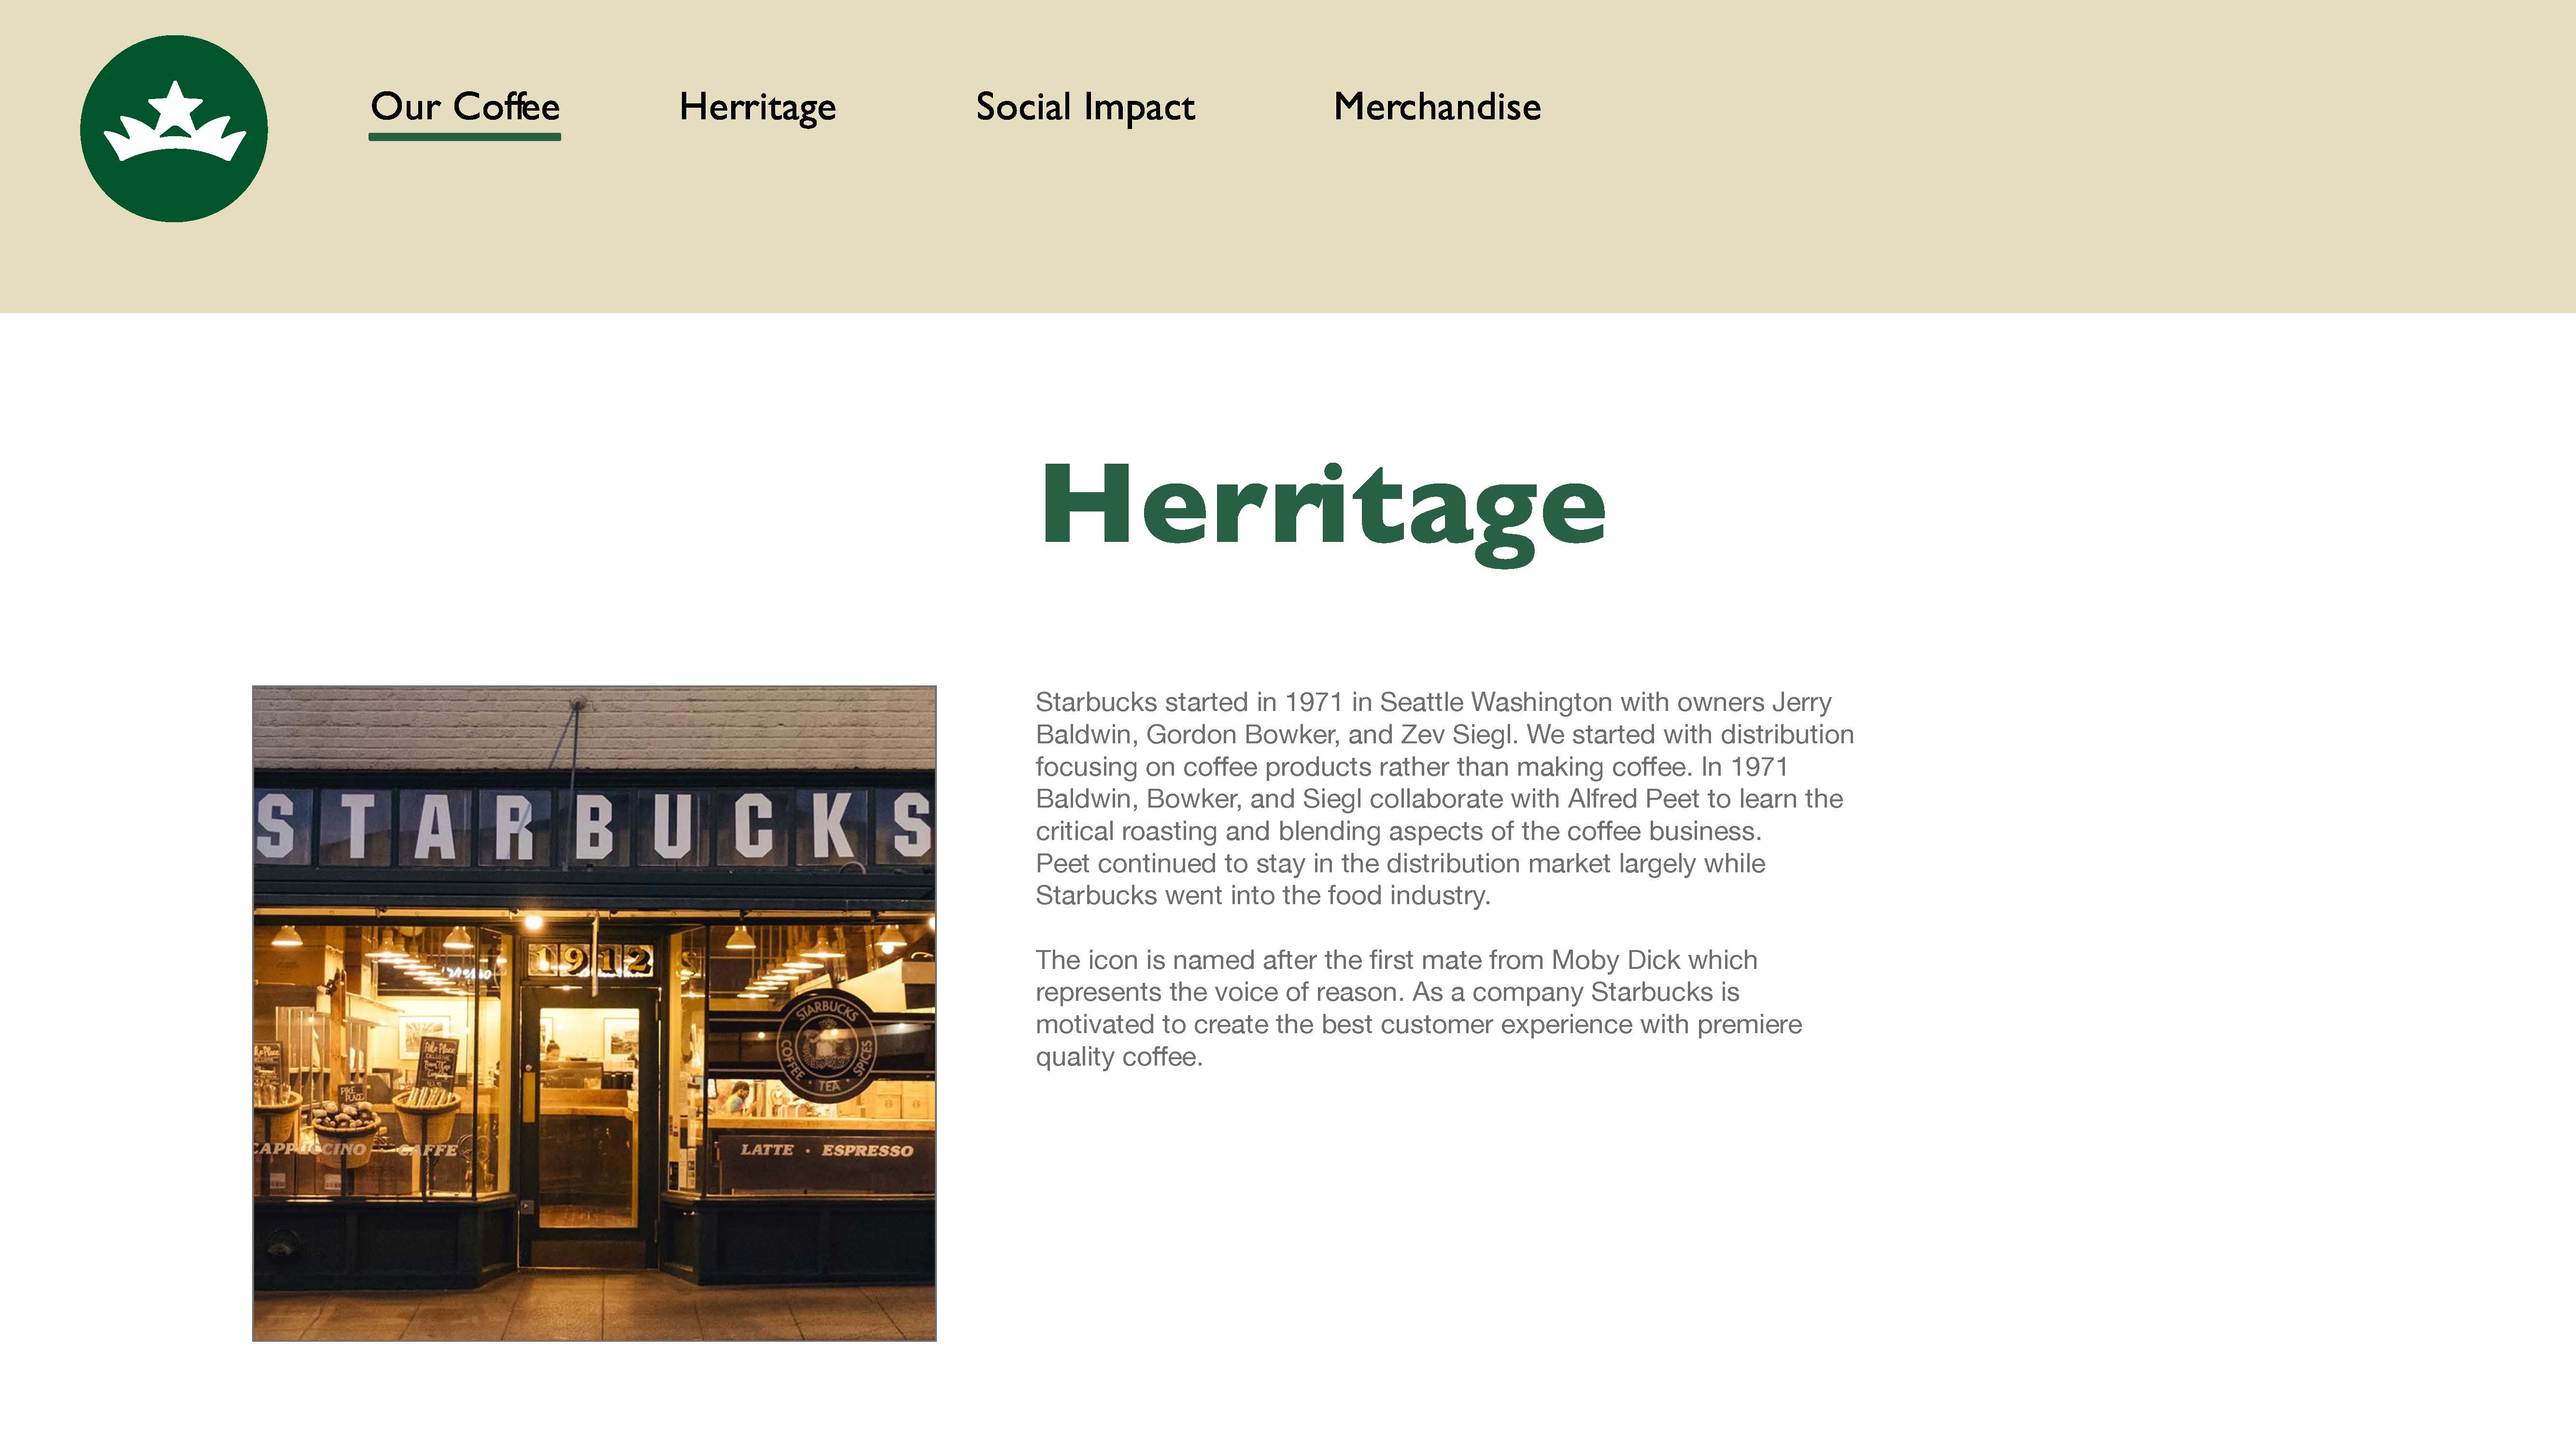 Our Coffee
Herritage
Social Impact
Merchandise
Herritage
STARBUCKS
1912
STARBUCKS
COFFEE · TEA · SPICES
PIKE PLACE
CAPPUCCINO CAFFE
LATTE · ESPRESSO
Starbucks started in 1971 in Seattle Washington with owners Jerry
Baldwin, Gordon Bowker, and Zev Siegl. We started with distribution
focusing on coffee products rather than making coffee. In 1971
Baldwin, Bowker, and Siegl collaborate with Alfred Peet to learn the
critical roasting and blending aspects of the coffee business.
Peet continued to stay in the distribution market largely while
Starbucks went into the food industry.
The icon is named after the first mate from Moby Dick which
represents the voice of reason. As a company Starbucks is
motivated to create the best customer experience with premiere
quality coffee.